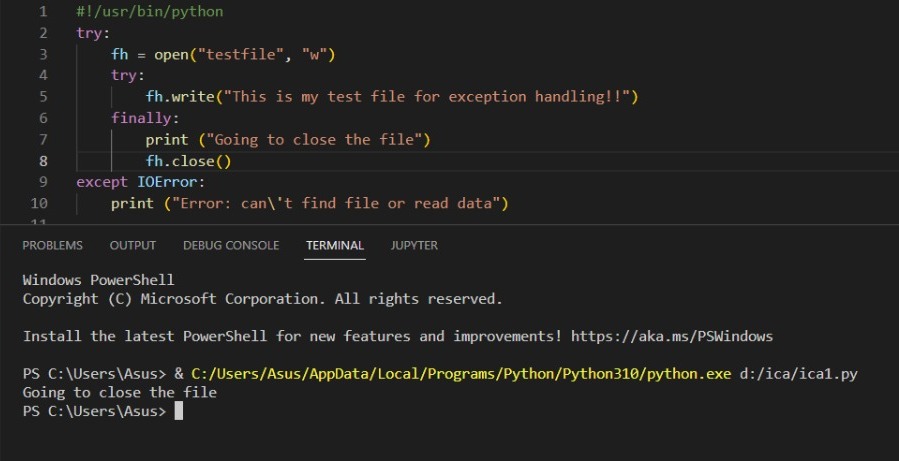 1 #!/usr/bin/python
2 try:
3 fh = open("testfile", "w")
4 try:
5 fh.write("This is my test file for exception handling!!")
6 finally:
7 print ("Going to close the file")
8 fh.close()
9 except IOError:
10 print ("Error: can\'t find file or read data")
11
PROBLEMS OUTPUT DEBUG CONSOLE TERMINAL JUPYTER
Windows PowerShell
Copyright (C) Microsoft Corporation. All rights reserved.
Install the latest PowerShell for new features and improvements! https://aka.ms/PSWindows
PS C:\Users\Asus> & C:/Users/Asus/AppData/Local/Programs/Python/Python310/python.exe d:/ica/ica1.py
Going to close the file
PS C:\Users\Asus>